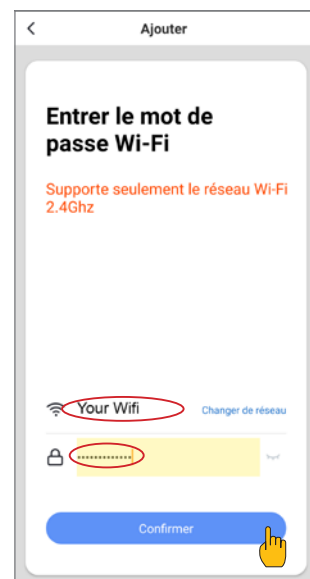 Ajouter
Entrer le mot de
passe Wi-Fi
Supporte seulement le réseau Wi-Fi
2.4Ghz
Your Wifi
Changer de réseau
Confirmer